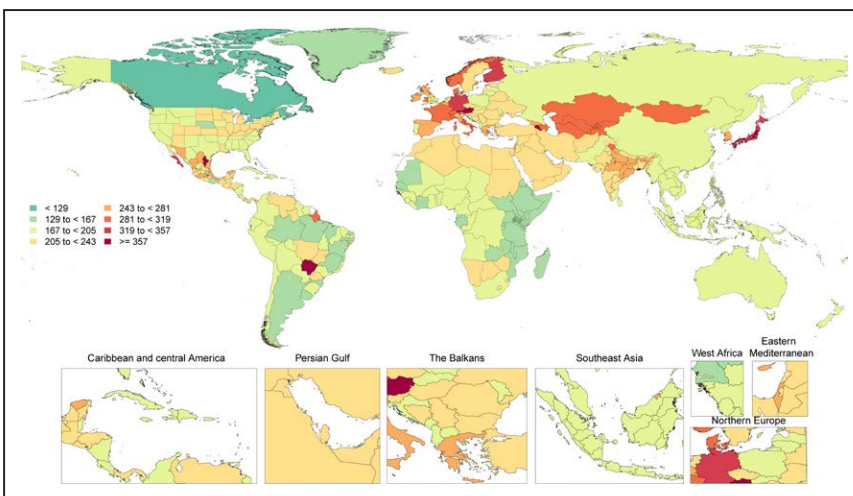 < 129
129 to < 167
167 to < 205
205 to < 243
243 to < 281
281 to < 319
319 to < 357
>= 357
Caribbean and central America
Persian Gulf
The Balkans
Southeast Asia
West Africa
Eastern
Mediterranean
Northern Europe